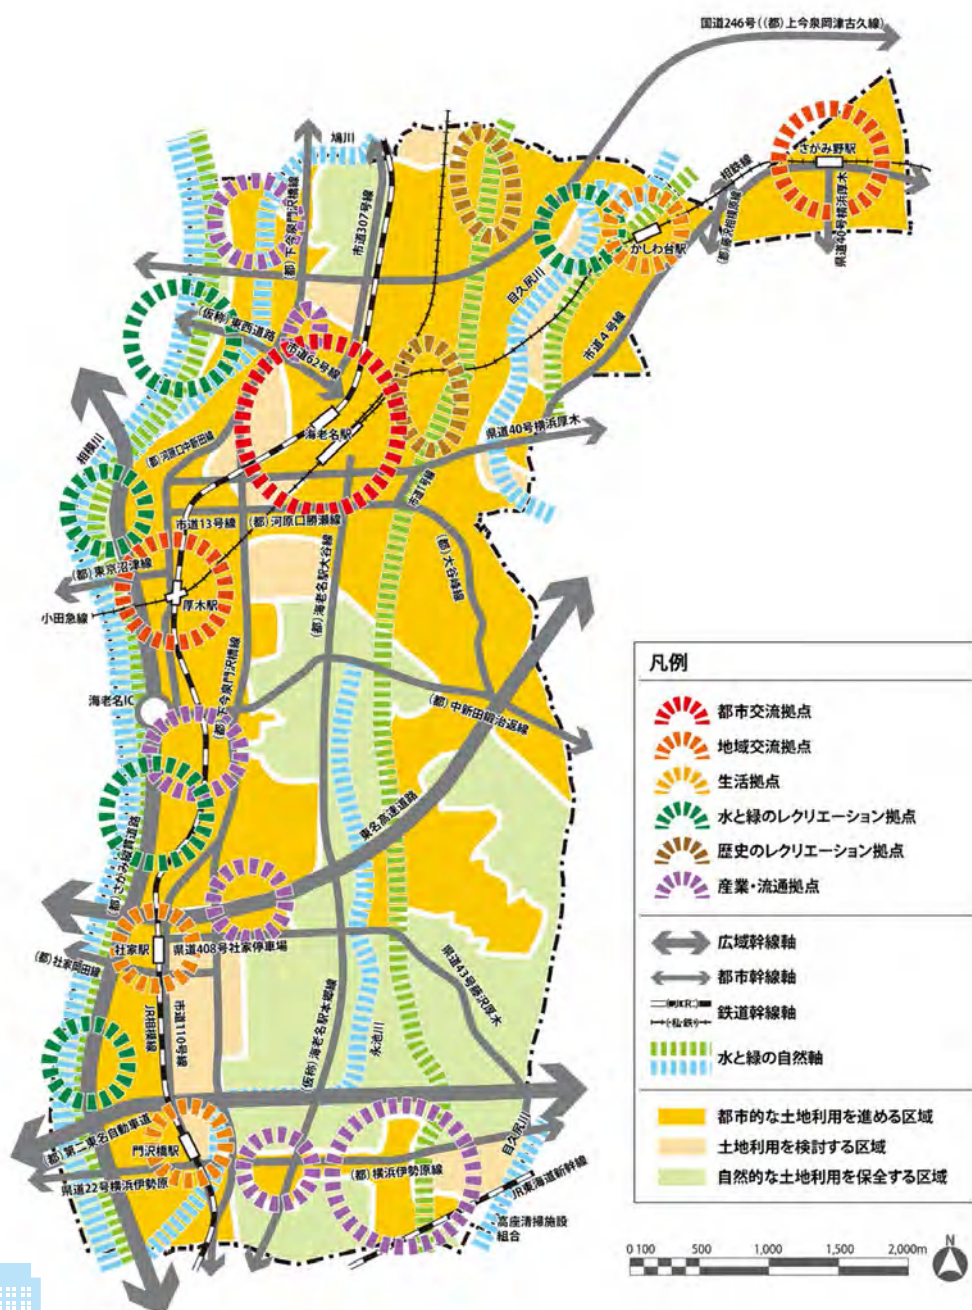 国道246号((都)上今泉岡津古久線)
鳩川
さがみ野駅
相鉄線
(都)下今泉門沢橋線
市道307号線
かしわ台駅
(都)藤沢相模原線
県道40号横浜厚木
目久尻川
(仮称)東西道路
市道62号線
市道4号線
海老名駅
県道40号横浜厚木
相模川
(都)河原口中新田線
市道1号線
市道13号線
(都)河原口勝瀬線
(都)東京沼津線
(都)海老名駅大谷線
(都)大谷峰線
厚木駅
小田急線
海老名IC
(都)下今泉門沢橋線
(都)中新田鍛治返線
東名高速道路
(都)さがみ縦貫道路
社家駅
県道408号社家停車場
(都)社家岡田線
県道43号藤沢厚木
JR相模線
市道110号線
(仮称)海老名駅本郷線
永池川
(都)第二東名自動車道
門沢橋駅
目久尻川
(都)横浜伊勢原線
県道22号横浜伊勢原
JR東海道新幹線
高座清掃施設
組合
凡例
都市交流拠点
地域交流拠点
生活拠点
水と緑のレクリエーション拠点
歴史のレクリエーション拠点
産業・流通拠点
広域幹線軸
都市幹線軸
(JR)
(私鉄)
鉄道幹線軸
水と緑の自然軸
都市的な土地利用を進める区域
土地利用を検討する区域
自然的な土地利用を保全する区域
0 100 500 1,000 1,500 2,000m
N